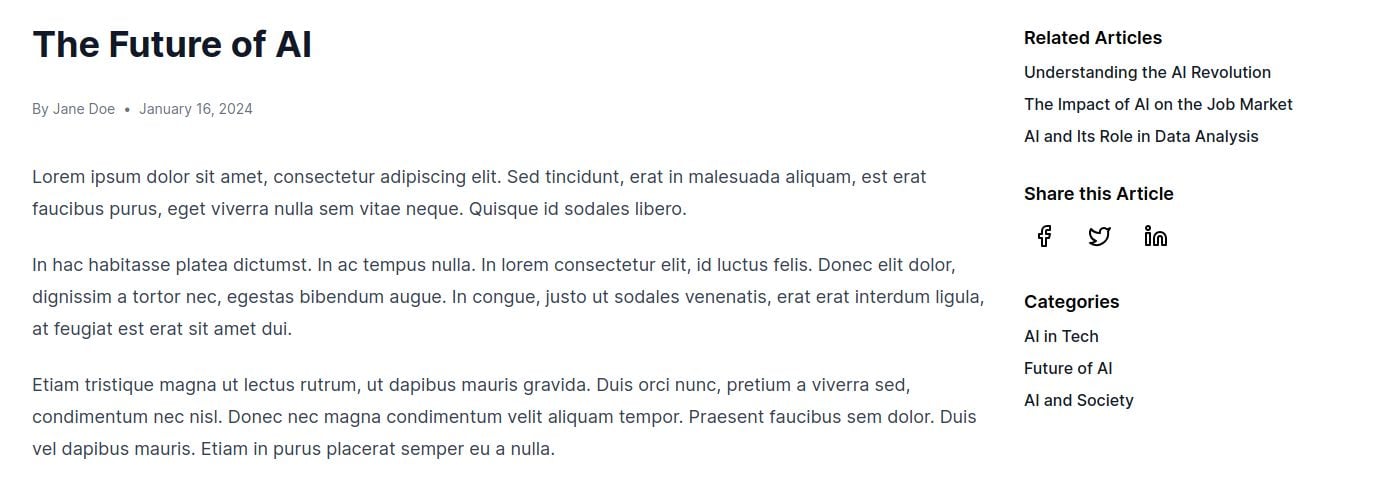 The Future of AI
By Jane Doe • January 16, 2024
Lorem ipsum dolor sit amet, consectetur adipiscing elit. Sed tincidunt, erat in malesuada aliquam, est erat
faucibus purus, eget viverra nulla sem vitae neque. Quisque id sodales libero.
In hac habitasse platea dictumst. In ac tempus nulla. In lorem consectetur elit, id luctus felis. Donec elit dolor,
dignissim a tortor nec, egestas bibendum augue. In congue, justo ut sodales venenatis, erat erat interdum ligula,
at feugiat est erat sit amet dui.
Etiam tristique magna ut lectus rutrum, ut dapibus mauris gravida. Duis orci nunc, pretium a viverra sed,
condimentum nec nisl. Donec nec magna condimentum velit aliquam tempor. Praesent faucibus sem dolor. Duis
vel dapibus mauris. Etiam in purus placerat semper eu a nulla.
Related Articles
Understanding the AI Revolution
The Impact of AI on the Job Market
AI and Its Role in Data Analysis
Share this Article
Categories
AI in Tech
Future of AI
AI and Society